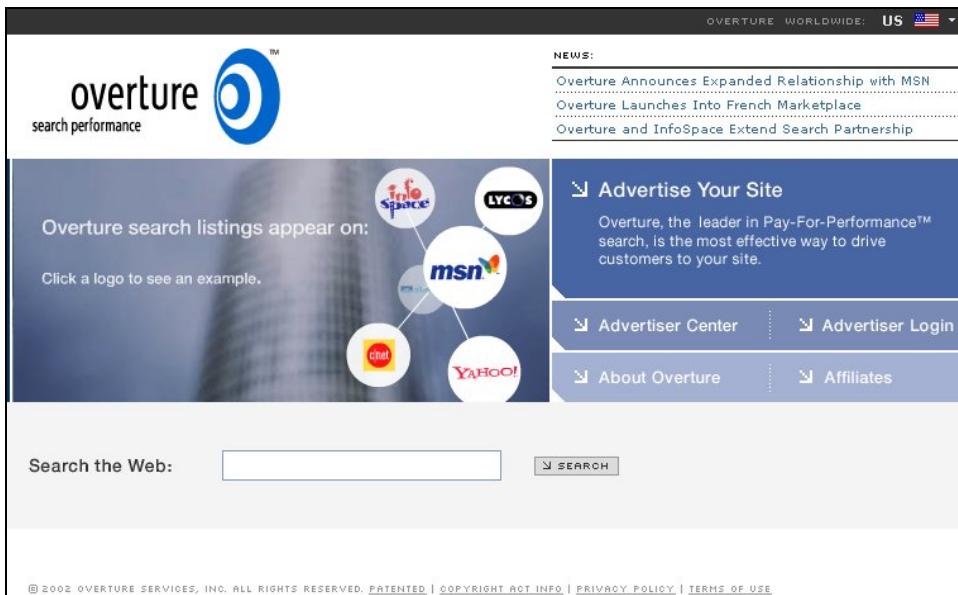 OVERTURE WORLDWIDE: US
overture TM
search performance
NEWS:
Overture Announces Expanded Relationship with MSN
Overture Launches Into French Marketplace
Overture and InfoSpace Extend Search Partnership
Overture search listings appear on:
Click a logo to see an example.
info space
LYCOS
msn
c|net
YAHOO!
Advertise Your Site
Overture, the leader in Pay-For-Performance™
search, is the most effective way to drive
customers to your site.
Advertiser Center
Advertiser Login
About Overture
Affiliates
Search the Web:
SEARCH
© 2002 OVERTURE SERVICES, INC. ALL RIGHTS RESERVED. PATENTED | COPYRIGHT ACT INFO | PRIVACY POLICY | TERMS OF USE